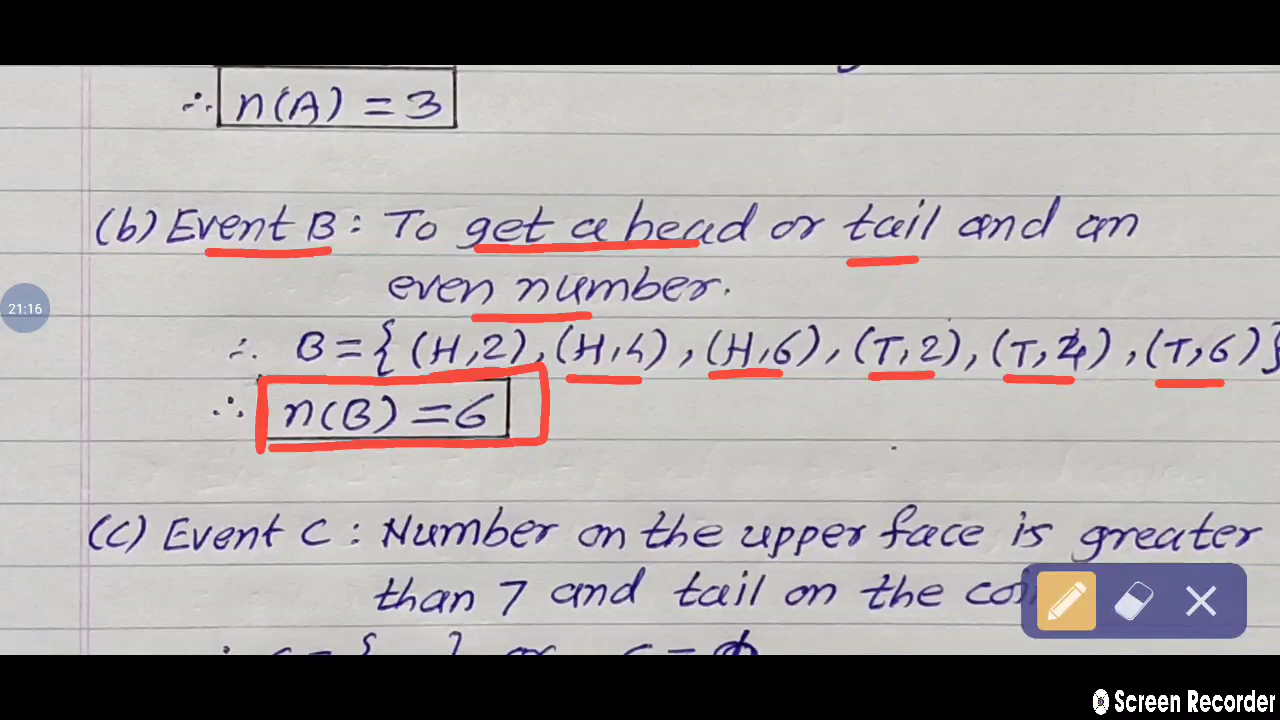 ∴ n(A) = 3
(b) Event B : To get a head or tail and an
even number.
21:16
∴ B = { (H,2), (H,4), (H,6), (T,2), (T,4), (T,6)}
∴ n(B) = 6
(c) Event C : Number on the upper face is greater
than 7 and tail on the
Screen Recorder